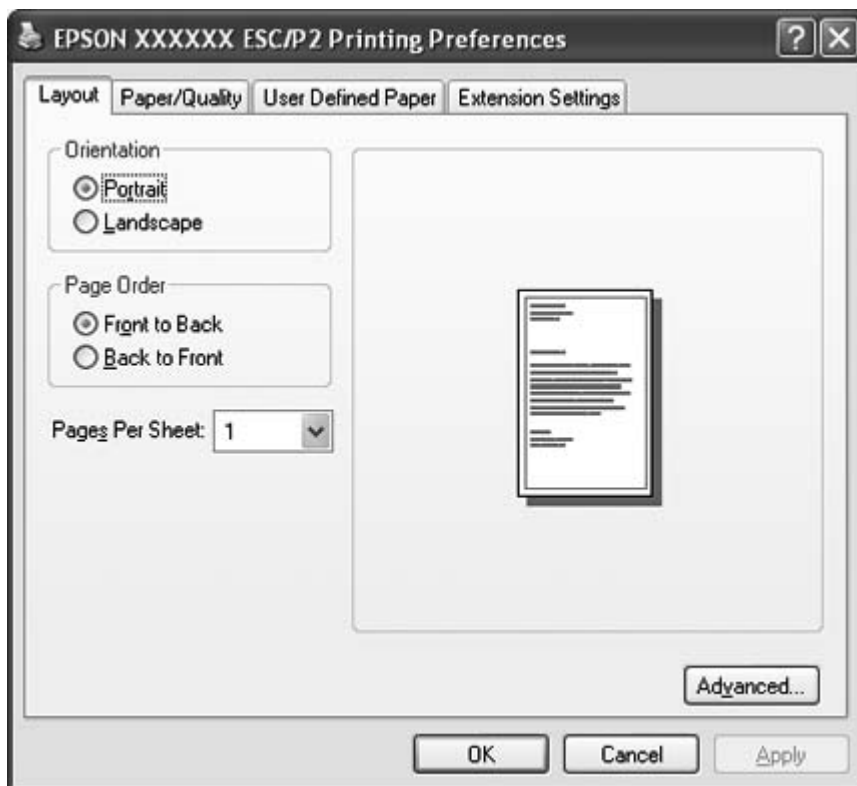 EPSON XXXXXX ESC/P2 Printing Preferences
Layout
Paper/Quality
User Defined Paper
Extension Settings
Orientation
Portrait
Landscape
Page Order
Front to Back
Back to Front
Pages Per Sheet: 1
Advanced...
OK
Cancel
Apply